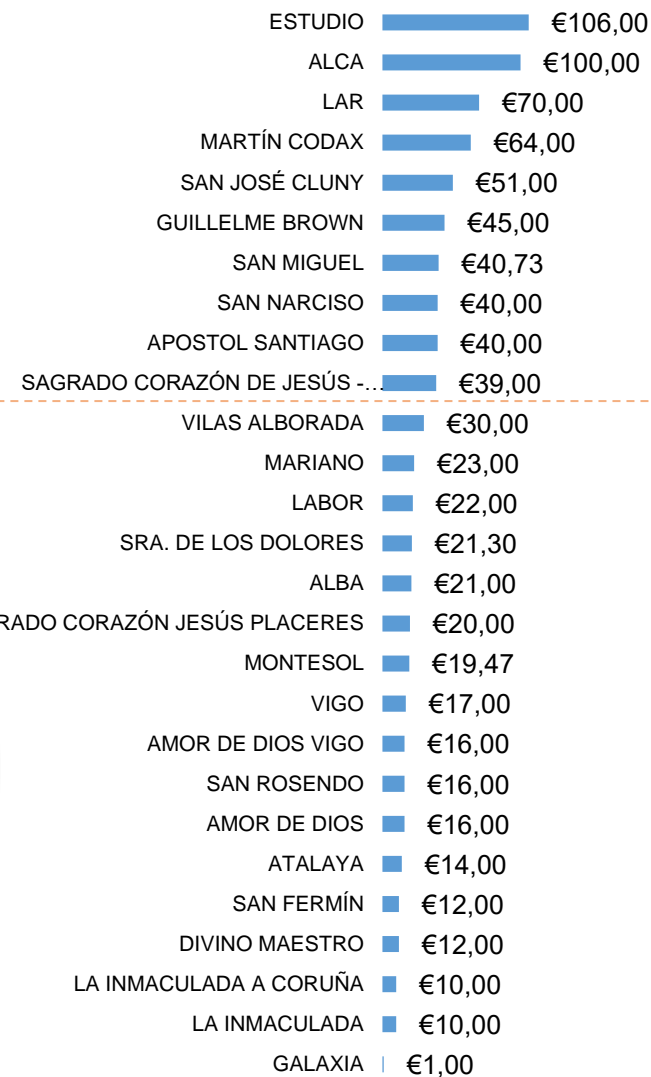 ESTUDIO €106,00
ALCA €100,00
LAR €70,00
MARTÍN CODAX €64,00
SAN JOSÉ CLUNY €51,00
GUILLELME BROWN €45,00
SAN MIGUEL €40,73
SAN NARCISO €40,00
APOSTOL SANTIAGO €40,00
SAGRADO CORAZÓN DE JESÚS -... €39,00
VILAS ALBORADA €30,00
MARIANO €23,00
LABOR €22,00
SRA. DE LOS DOLORES €21,30
ALBA €21,00
RADO CORAZÓN JESÚS PLACERES €20,00
MONTESOL €19,47
VIGO €17,00
AMOR DE DIOS VIGO €16,00
SAN ROSENDO €16,00
AMOR DE DIOS €16,00
ATALAYA €14,00
SAN FERMÍN €12,00
DIVINO MAESTRO €12,00
LA INMACULADA A CORUÑA €10,00
LA INMACULADA €10,00
GALAXIA €1,00